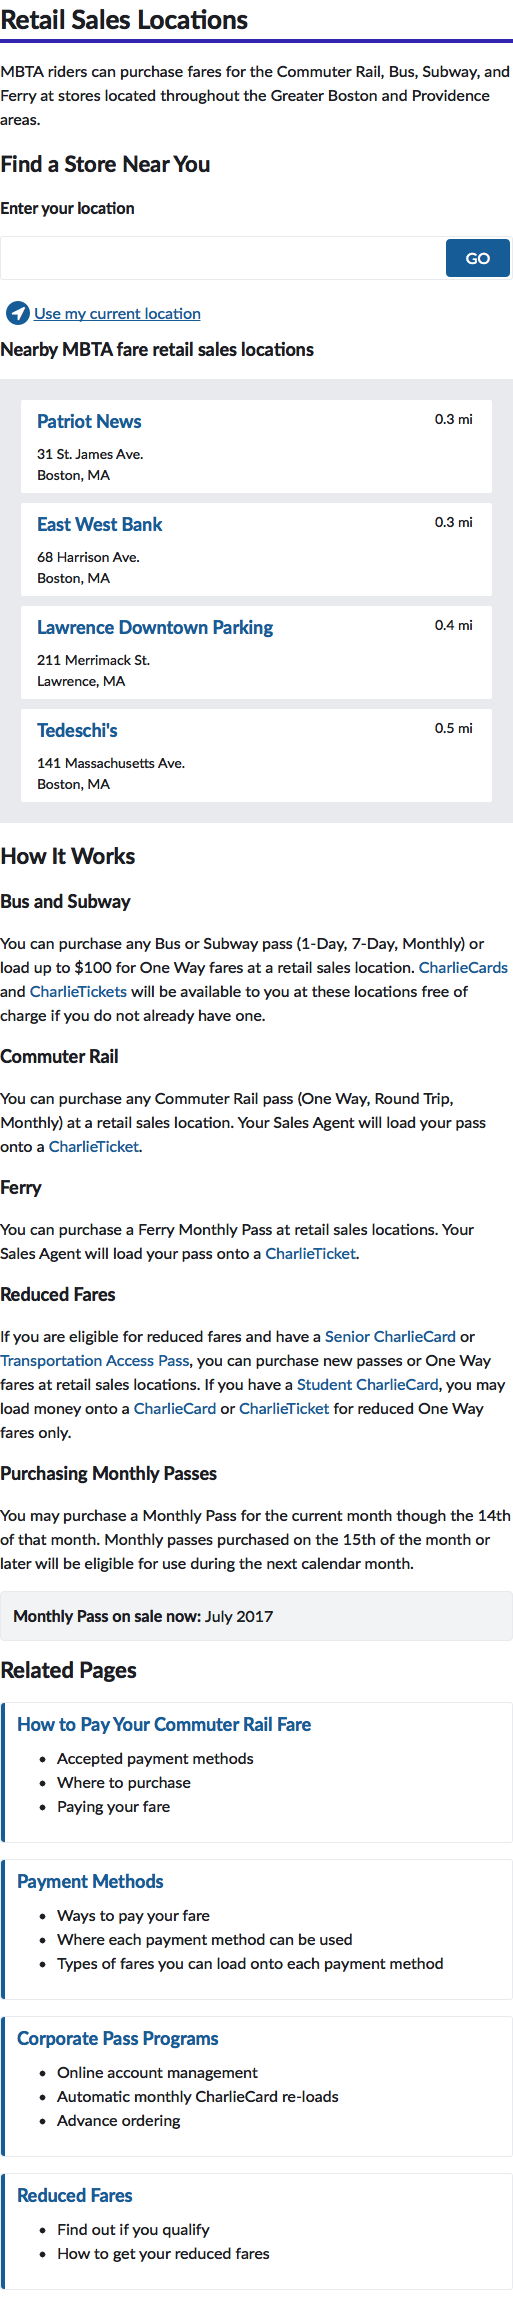 Retail Sales Locations
MBTA riders can purchase fares for the Commuter Rail, Bus, Subway, and
Ferry at stores located throughout the Greater Boston and Providence
areas.
Find a Store Near You
Enter your location
GO
Use my current location
Nearby MBTA fare retail sales locations
Patriot News 0.3 mi
31 St. James Ave.
Boston, MA
East West Bank 0.3 mi
68 Harrison Ave.
Boston, MA
Lawrence Downtown Parking 0.4 mi
211 Merrimack St.
Lawrence, MA
Tedeschi's 0.5 mi
141 Massachusetts Ave.
Boston, MA
How It Works
Bus and Subway
You can purchase any Bus or Subway pass (1-Day, 7-Day, Monthly) or
load up to $100 for One Way fares at a retail sales location. CharlieCards
and CharlieTickets will be available to you at these locations free of
charge if you do not already have one.
Commuter Rail
You can purchase any Commuter Rail pass (One Way, Round Trip,
Monthly) at a retail sales location. Your Sales Agent will load your pass
onto a CharlieTicket.
Ferry
You can purchase a Ferry Monthly Pass at retail sales locations. Your
Sales Agent will load your pass onto a CharlieTicket.
Reduced Fares
If you are eligible for reduced fares and have a Senior CharlieCard or
Transportation Access Pass, you can purchase new passes or One Way
fares at retail sales locations. If you have a Student CharlieCard, you may
load money onto a CharlieCard or CharlieTicket for reduced One Way
fares only.
Purchasing Monthly Passes
You may purchase a Monthly Pass for the current month though the 14th
of that month. Monthly passes purchased on the 15th of the month or
later will be eligible for use during the next calendar month.
Monthly Pass on sale now: July 2017
Related Pages
How to Pay Your Commuter Rail Fare
• Accepted payment methods
• Where to purchase
• Paying your fare
Payment Methods
• Ways to pay your fare
• Where each payment method can be used
• Types of fares you can load onto each payment method
Corporate Pass Programs
• Online account management
• Automatic monthly CharlieCard re-loads
• Advance ordering
Reduced Fares
• Find out if you qualify
• How to get your reduced fares